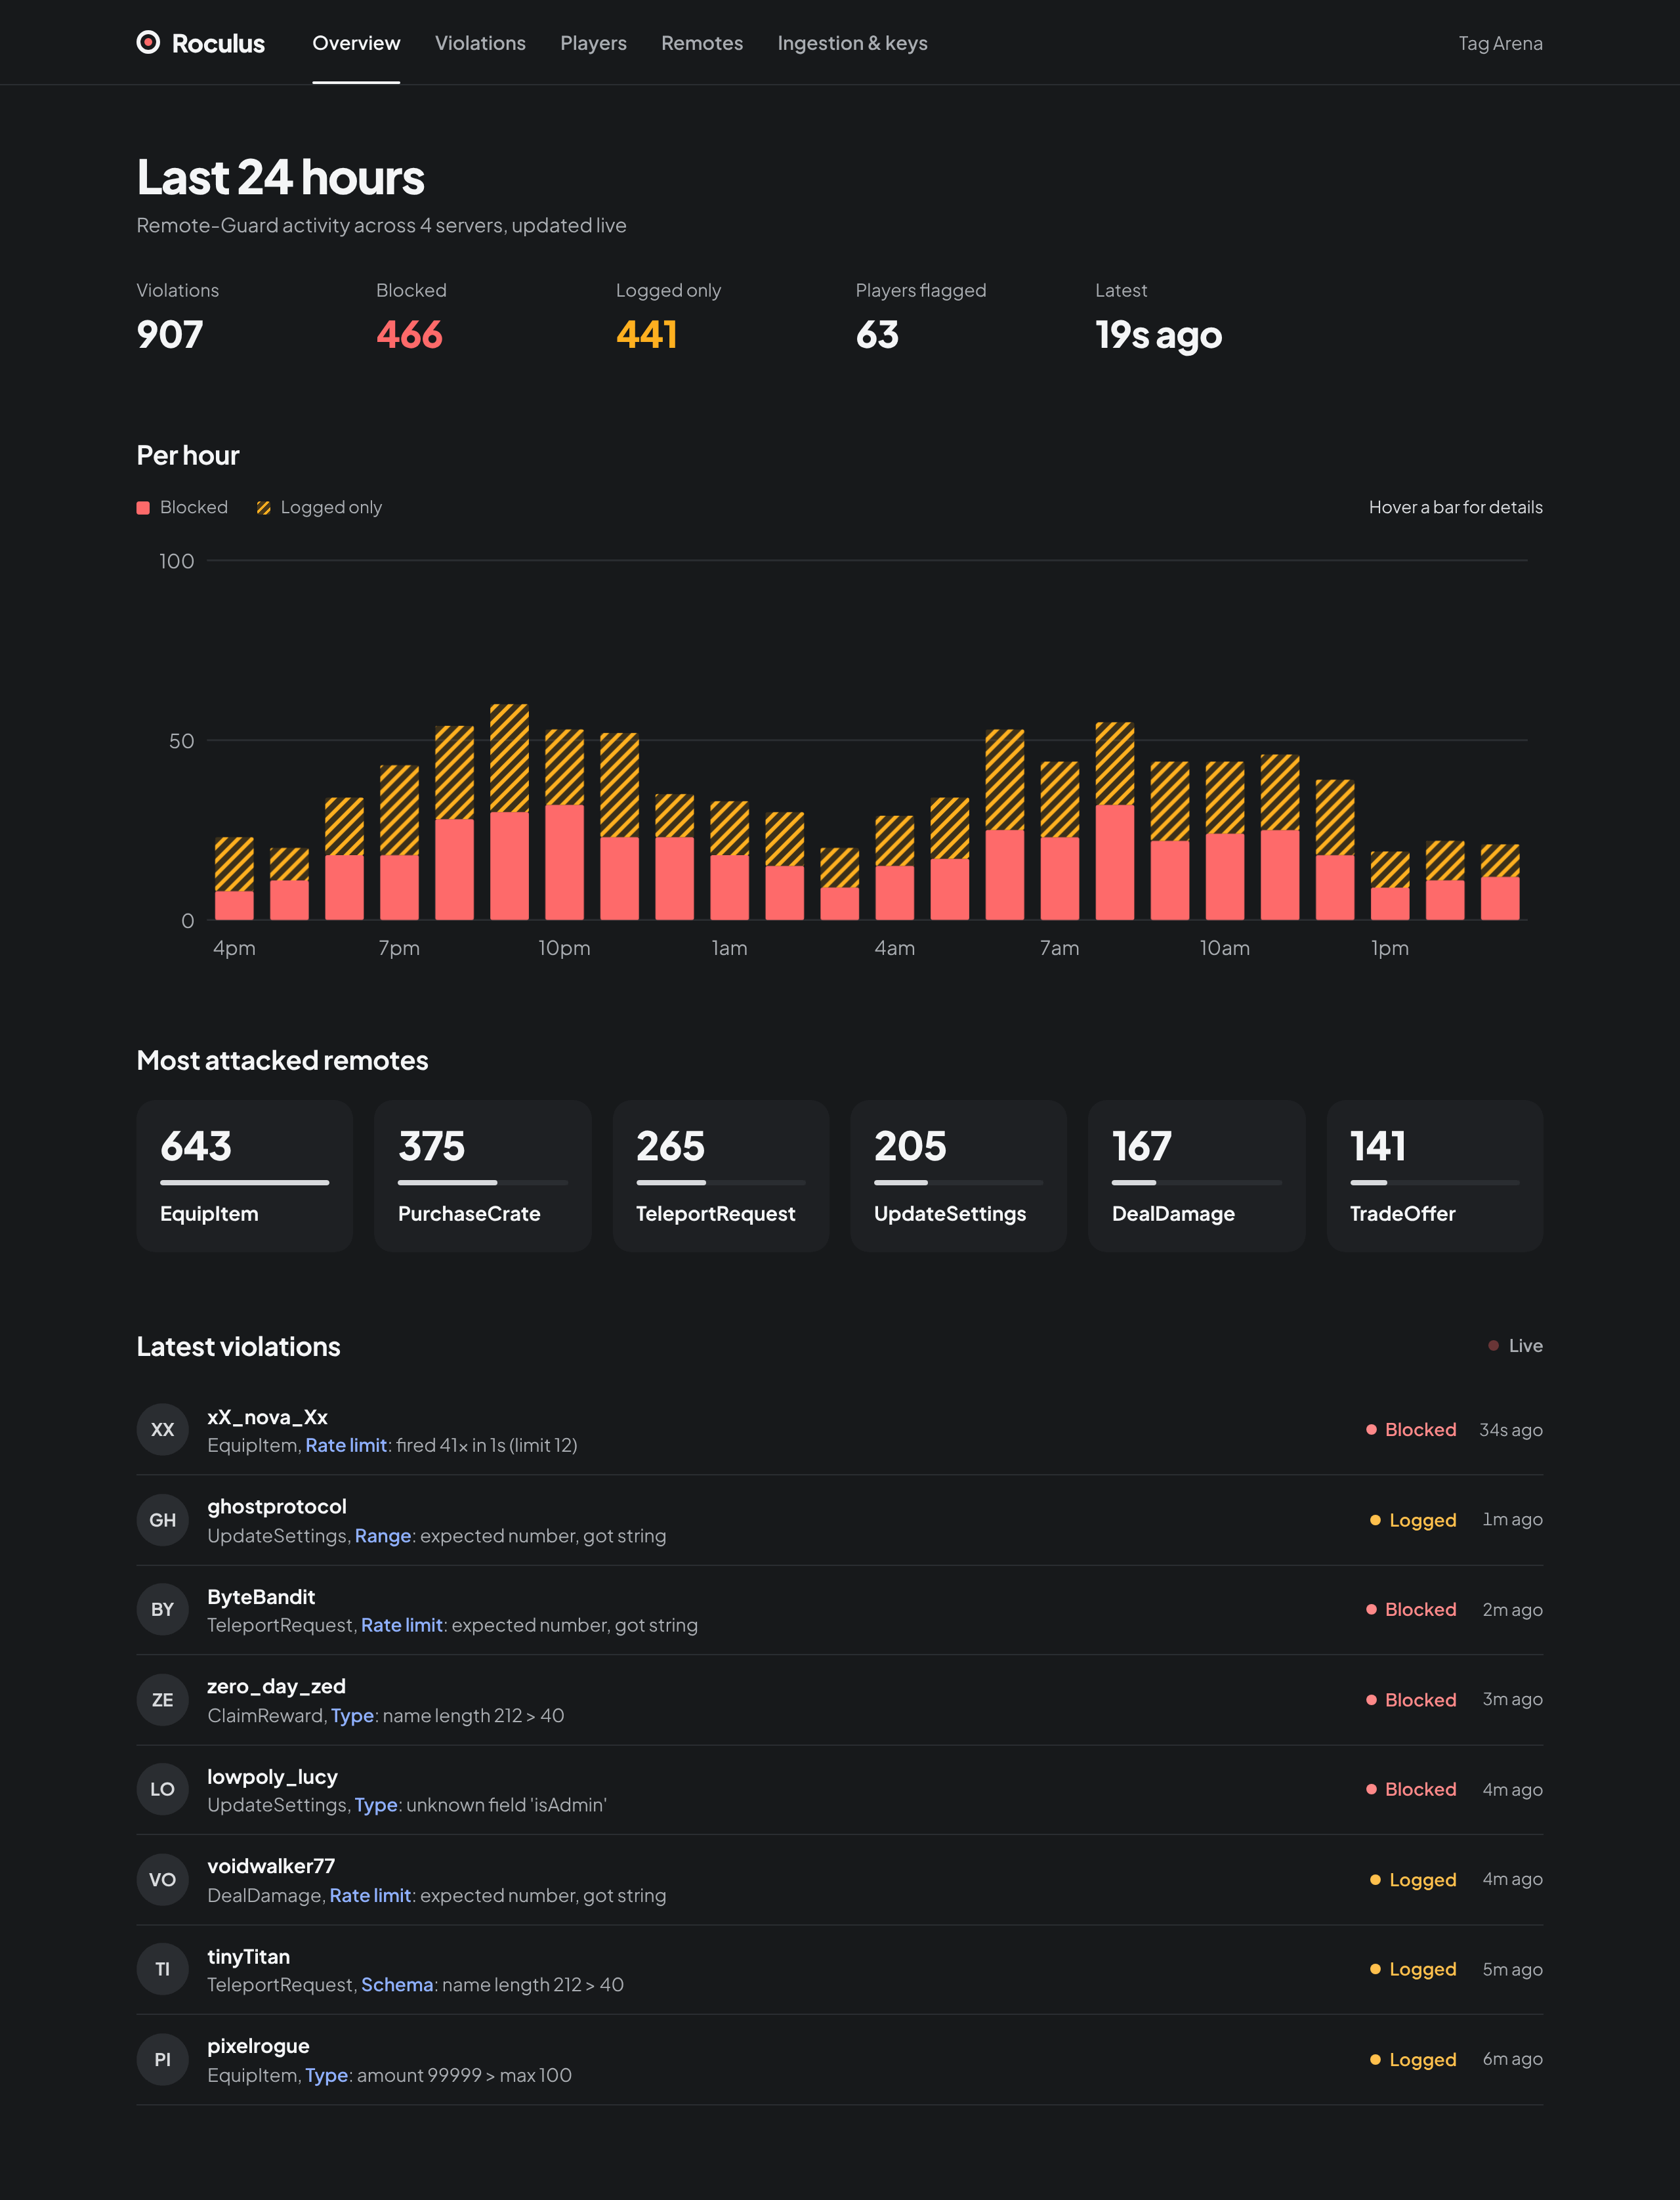 Roculus Overview Violations Players Remotes Ingestion & keys Tag Arena
Last 24 hours
Remote-Guard activity across 4 servers, updated live
Violations Blocked Logged only Players flagged Latest
907 466 441 63 19s ago
Per hour
Blocked Logged only Hover a bar for details
100
50
0
4pm 7pm 10pm 1am 4am 7am 10am 1pm
Most attacked remotes
643 375 265 205 167 141
EquipItem PurchaseCrate TeleportRequest UpdateSettings DealDamage TradeOffer
Latest violations Live
XX xX_nova_Xx Blocked 34s ago
EquipItem, Rate limit: fired 41× in 1s (limit 12)
GH ghostprotocol Logged 1m ago
UpdateSettings, Range: expected number, got string
BY ByteBandit Blocked 2m ago
TeleportRequest, Rate limit: expected number, got string
ZE zero_day_zed Blocked 3m ago
ClaimReward, Type: name length 212 > 40
LO lowpoly_lucy Blocked 4m ago
UpdateSettings, Type: unknown field 'isAdmin'
VO voidwalker77 Logged 4m ago
DealDamage, Rate limit: expected number, got string
TI tinyTitan Logged 5m ago
TeleportRequest, Schema: name length 212 > 40
PI pixelrogue Logged 6m ago
EquipItem, Type: amount 99999 > max 100